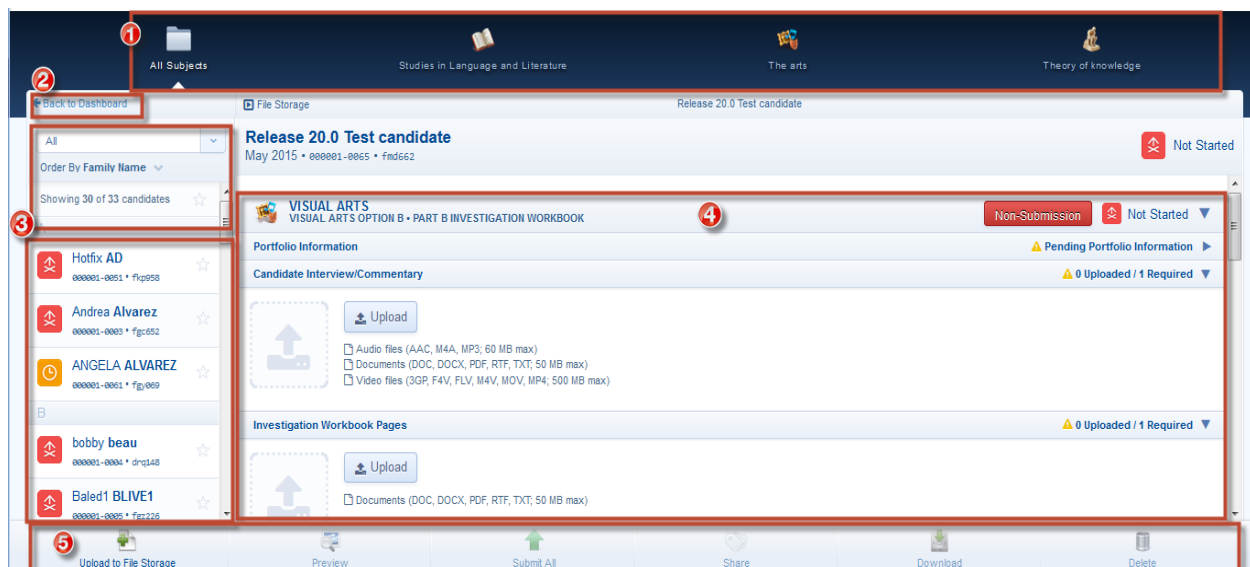 1
All Subjects
Studies in Language and Literature
The arts
Theory of knowledge
2
Back to Dashboard
File Storage
Release 20.0 Test candidate
All
Order By Family Name
Showing 30 of 33 candidates
3
Hotfix AD
000001-0051 • fkp958
Andrea Alvarez
000001-0003 • fgc652
ANGELA ALVAREZ
000001-0061 • fgy069
B
bobby beau
000001-0004 • drq148
Baled1 BLIVE1
000001-0005 • fgz226
Release 20.0 Test candidate
May 2015 • 000001-0065 • fmd662
Not Started
VISUAL ARTS
VISUAL ARTS OPTION B • PART B INVESTIGATION WORKBOOK
4
Non-Submission
Not Started
Portfolio Information
Pending Portfolio Information
Candidate Interview/Commentary
0 Uploaded / 1 Required
Upload
Audio files (AAC, M4A, MP3; 60 MB max)
Documents (DOC, DOCX, PDF, RTF, TXT; 50 MB max)
Video files (3GP, F4V, FLV, M4V, MOV, MP4; 500 MB max)
Investigation Workbook Pages
0 Uploaded / 1 Required
Upload
Documents (DOC, DOCX, PDF, RTF, TXT; 50 MB max)
5
Upload to File Storage
Preview
Submit All
Share
Download
Delete